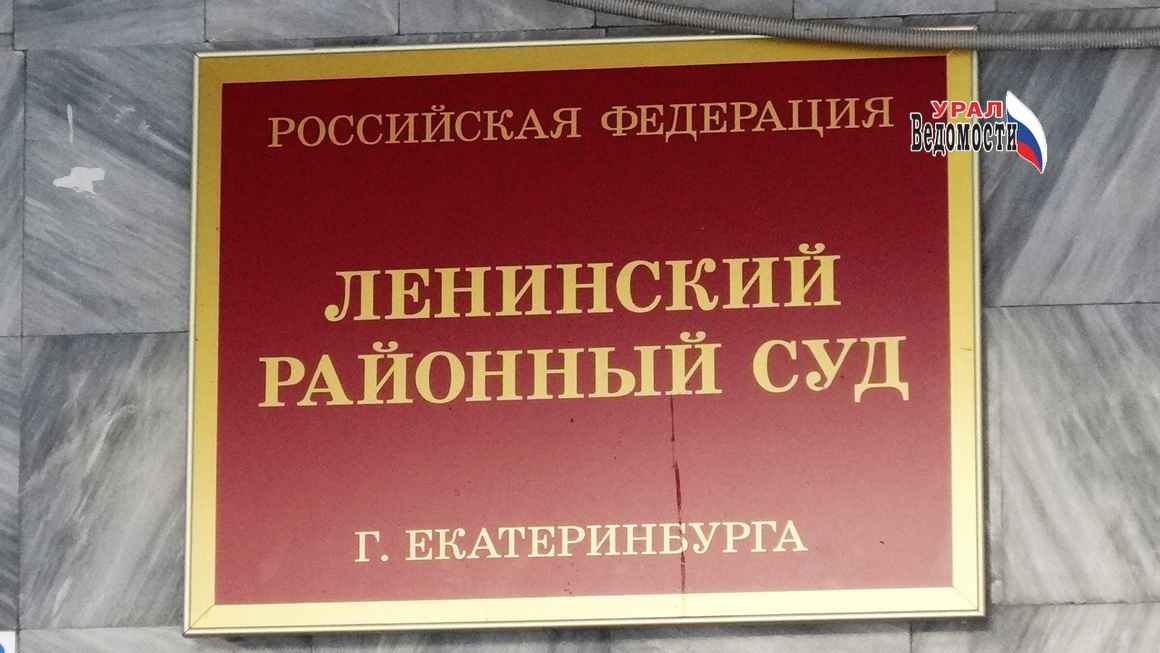 РОССИЙСКАЯ ФЕДЕРАЦИЯ
УРАЛ
Ведомости
ЛЕНИНСКИЙ
РАЙОННЫЙ СУД
Г. ЕКАТЕРИНБУРГА